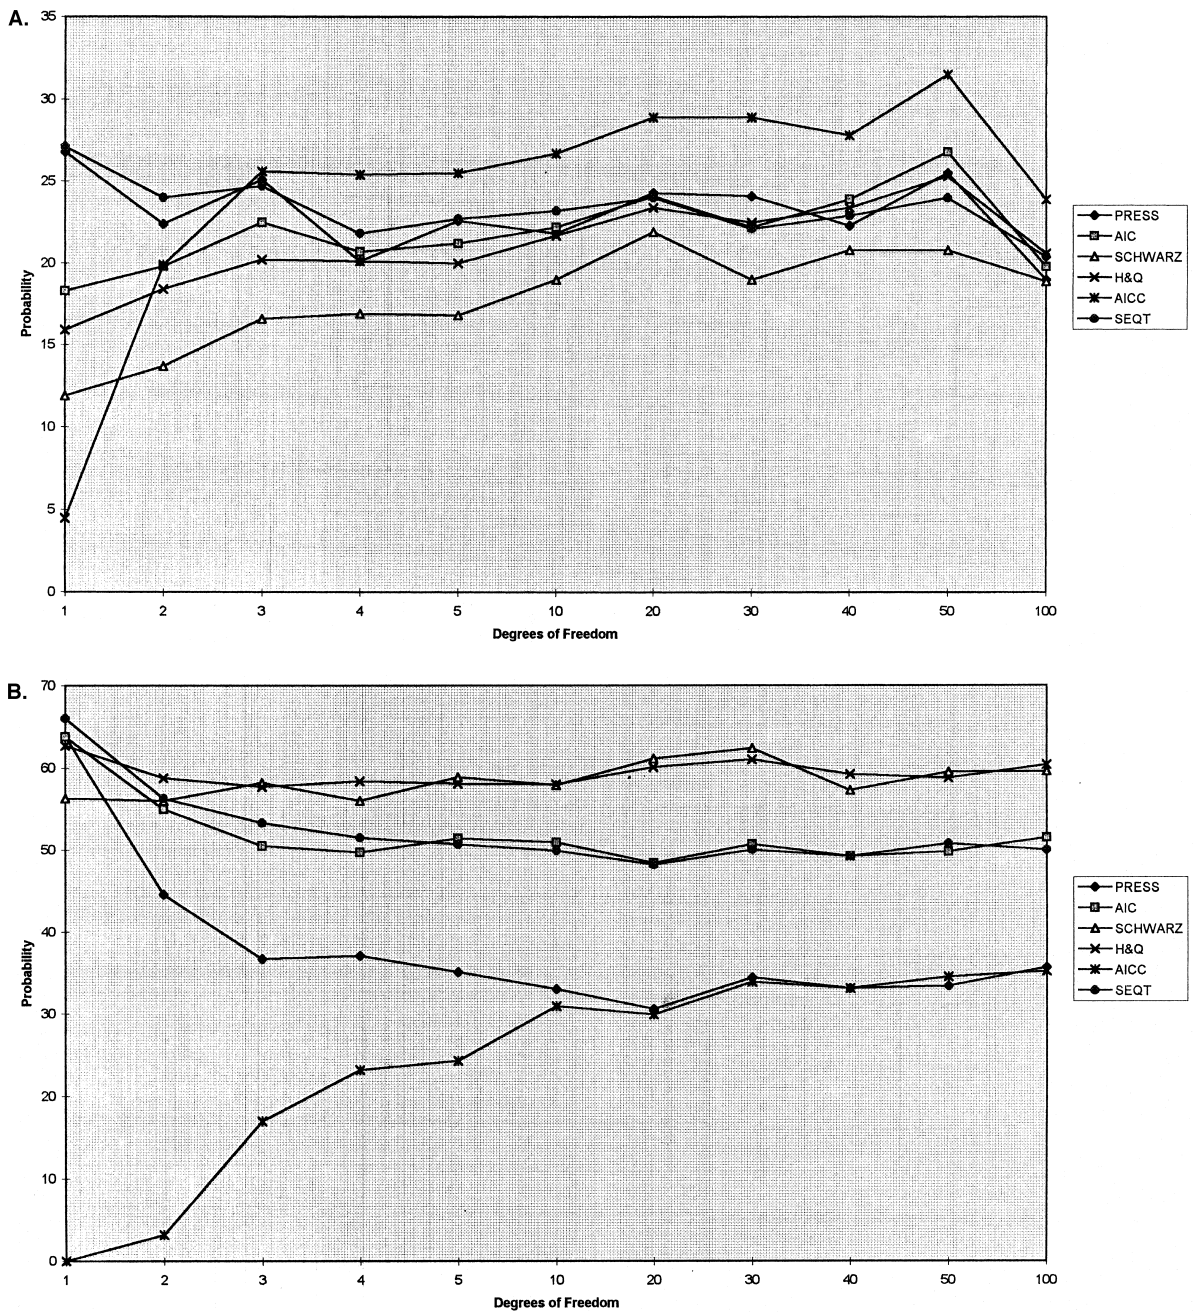 A.
35
30
25
20
15
10
5
0
Probability
1 2 3 4 5 10 20 30 40 50 100
Degrees of Freedom
PRESS
AIC
SCHWARZ
H&Q
AICC
SEQT
B.
70
60
50
40
30
20
10
0
Probability
1 2 3 4 5 10 20 30 40 50 100
Degrees of Freedom
PRESS
AIC
SCHWARZ
H&Q
AICC
SEQT